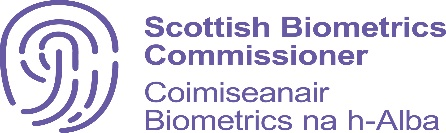 Scottish Biometrics
Commissioner
Coimiseanair
Biometrics na h-Alba